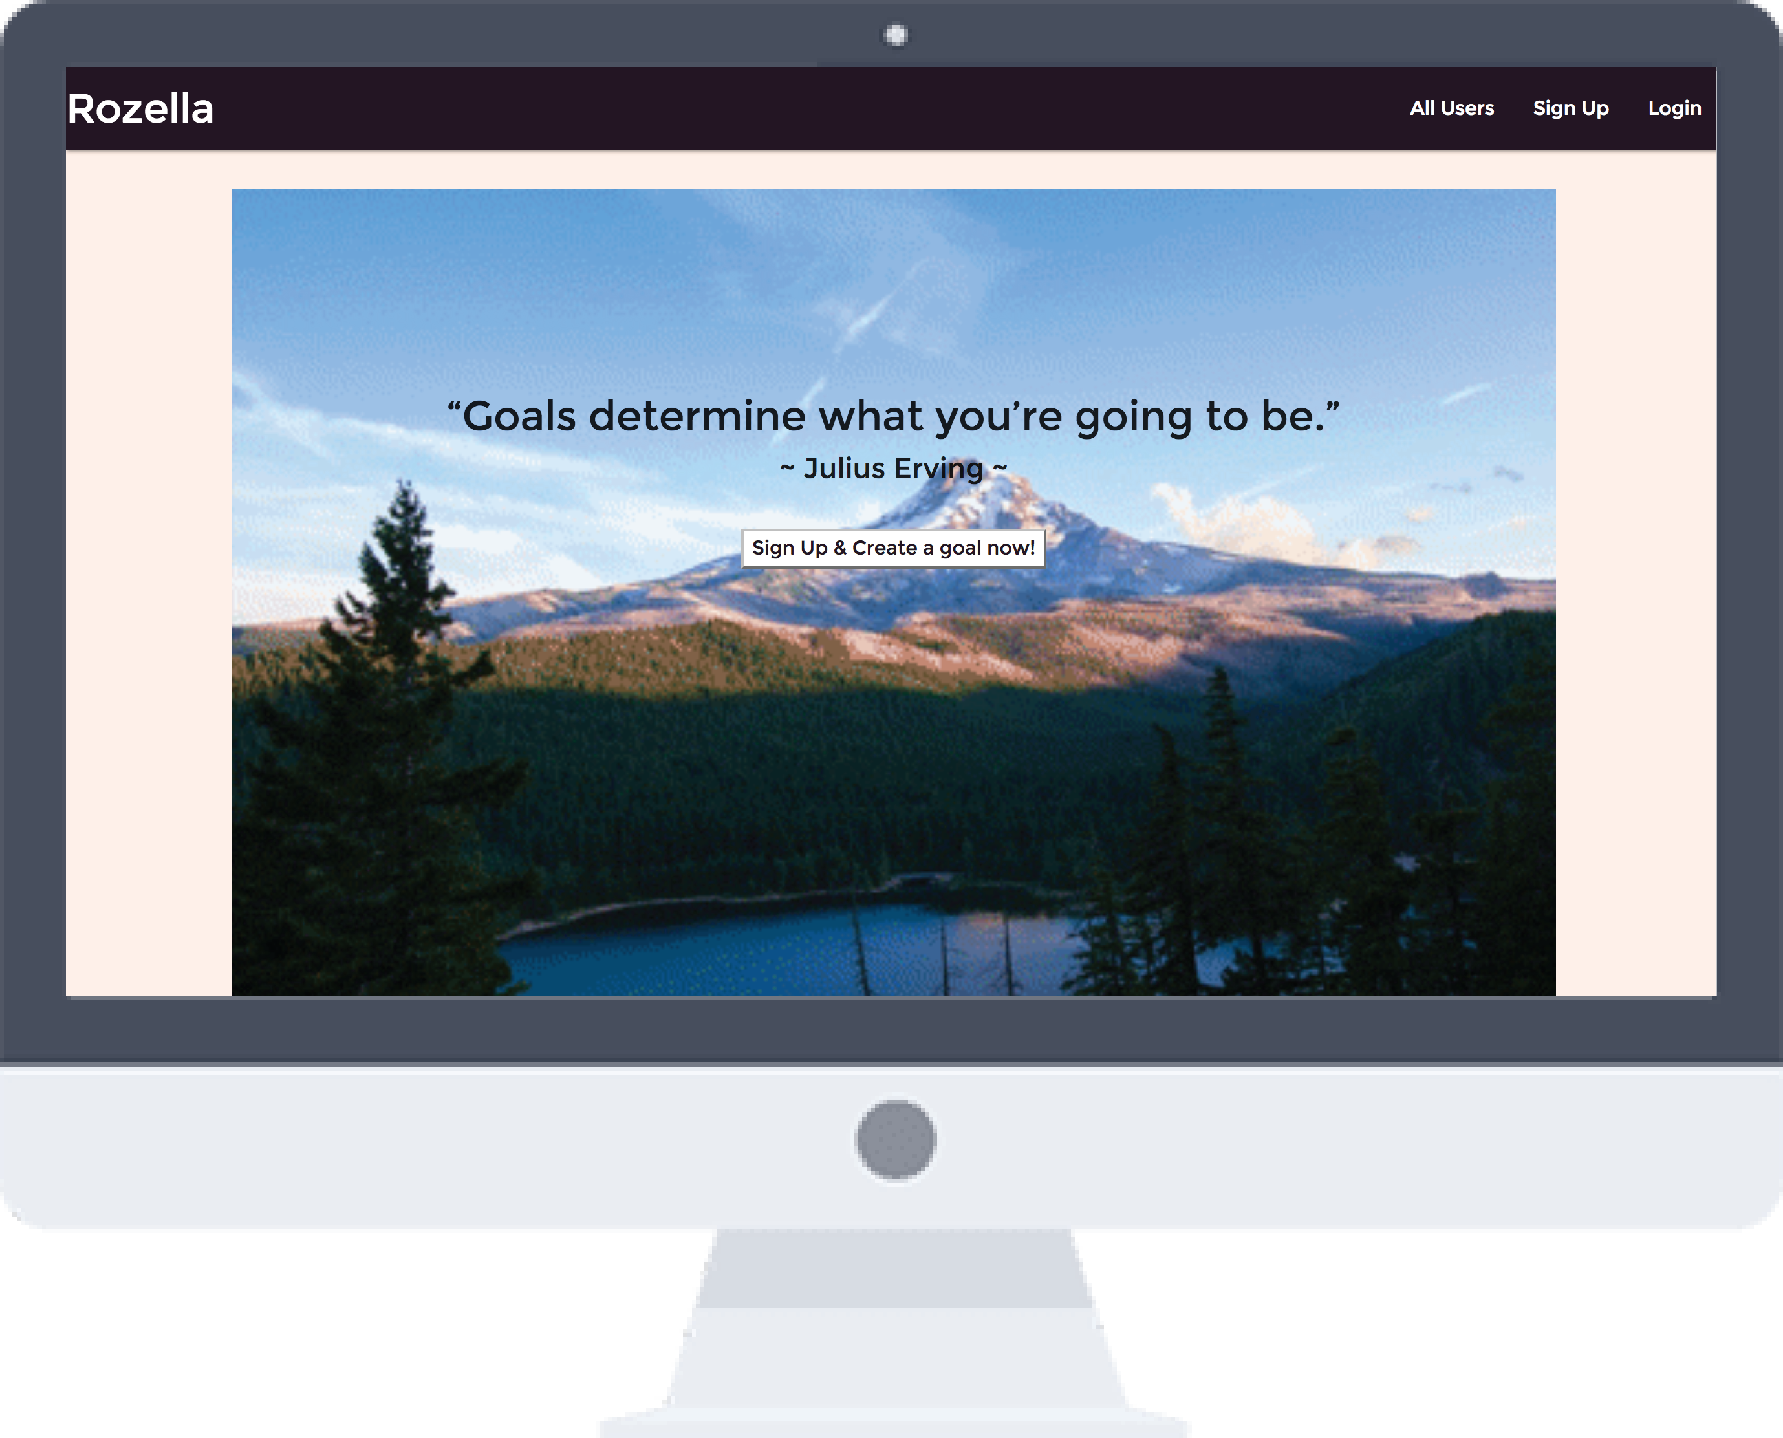 Rozella
All Users Sign Up Login
“Goals determine what you’re going to be.”
~ Julius Erving ~
Sign Up & Create a goal now!